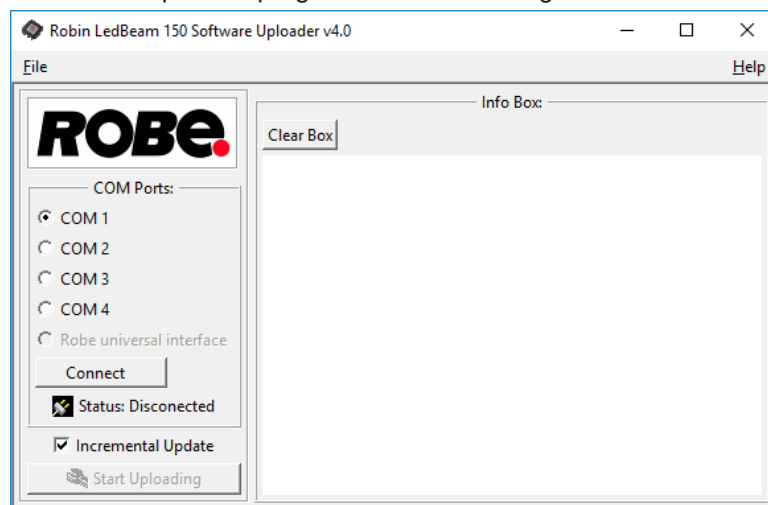 Robin LedBeam 150 Software Uploader v4.0
File
Help
ROBE.
COM Ports:
COM 1
COM 2
COM 3
COM 4
Robe universal interface
Connect
Status: Disconected
Incremental Update
Start Uploading
Info Box:
Clear Box